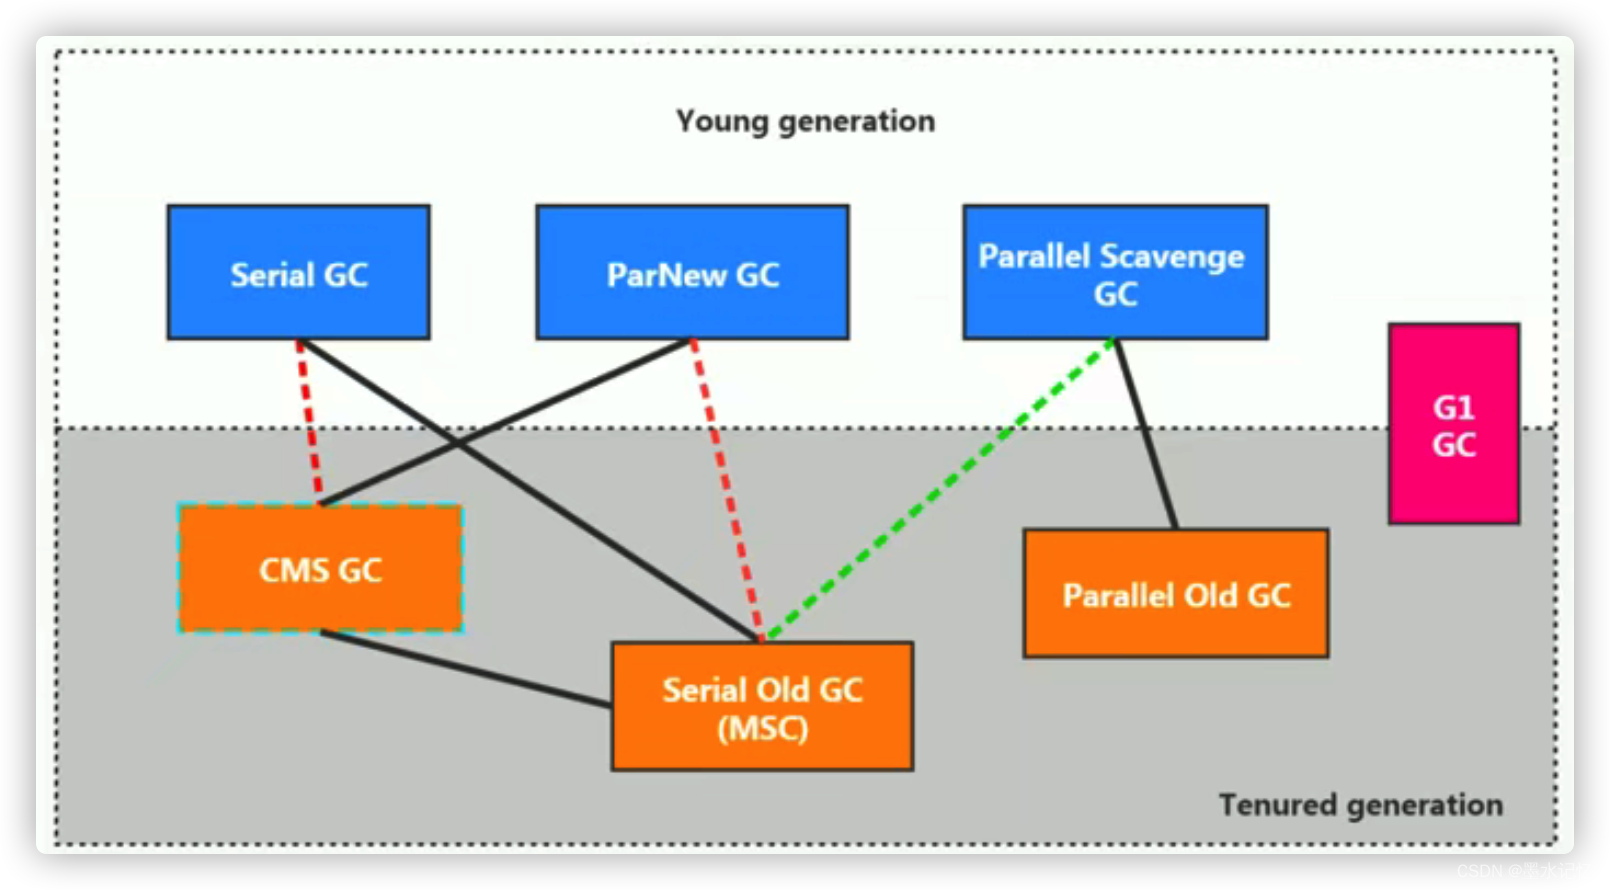 Young generation
Serial GC
ParNew GC
Parallel Scavenge
GC
G1
GC
CMS GC
Parallel Old GC
Serial Old GC
(MSC)
Tenured generation
CSDN